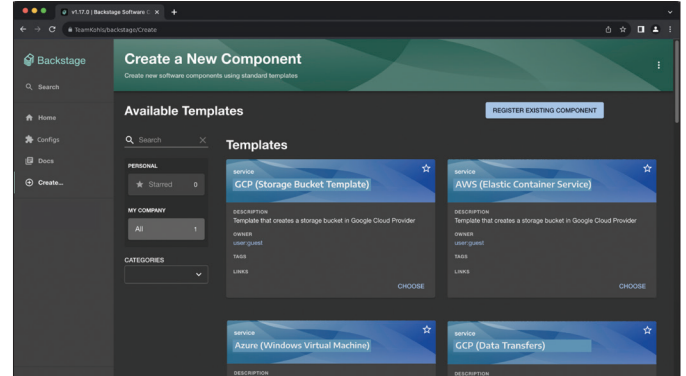 v1.17.0 | Backstage Software C
TeamKohls/backstage/Create
Backstage
Search
Home
Configs
Docs
Create...
Create a New Component
Create new software components using standard templates
Available Templates
REGISTER EXISTING COMPONENT
Search
PERSONAL
Starred 0
MY COMPANY
All 1
CATEGORIES
Templates
service
GCP (Storage Bucket Template)
DESCRIPTION
Template that creates a storage bucket in Google Cloud Provider
OWNER
user:guest
TAGS
LINKS
CHOOSE
service
AWS (Elastic Container Service)
DESCRIPTION
Template that creates a storage bucket in Google Cloud Provider
OWNER
user:guest
TAGS
LINKS
CHOOSE
service
Azure (Windows Virtual Machine)
DESCRIPTION
service
GCP (Data Transfers)
DESCRIPTION